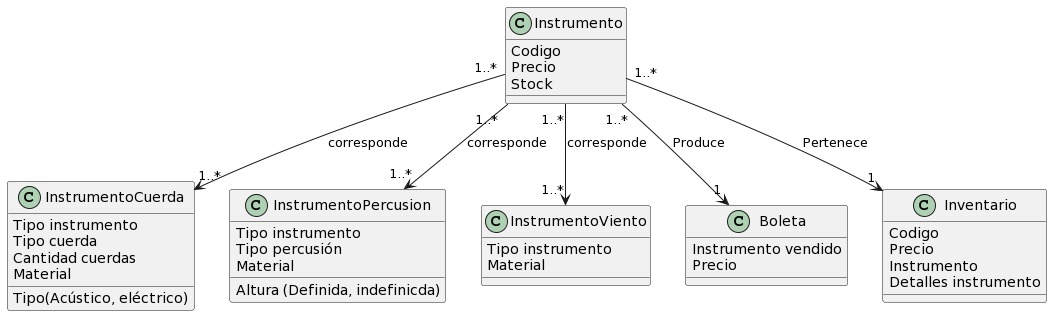 C Instrumento
Codigo
Precio
Stock
1..*
1..*
1..*
1..*
1..*
1..*
corresponde
1..*
corresponde
1..*
corresponde
1
Produce
1
Pertenece
C InstrumentoCuerda
Tipo instrumento
Tipo cuerda
Cantidad cuerdas
Material
Tipo(Acústico, eléctrico)
C InstrumentoPercusion
Tipo instrumento
Tipo percusión
Material
Altura (Definida, indefinicda)
C InstrumentoViento
Tipo instrumento
Material
C Boleta
Instrumento vendido
Precio
C Inventario
Codigo
Precio
Instrumento
Detalles instrumento